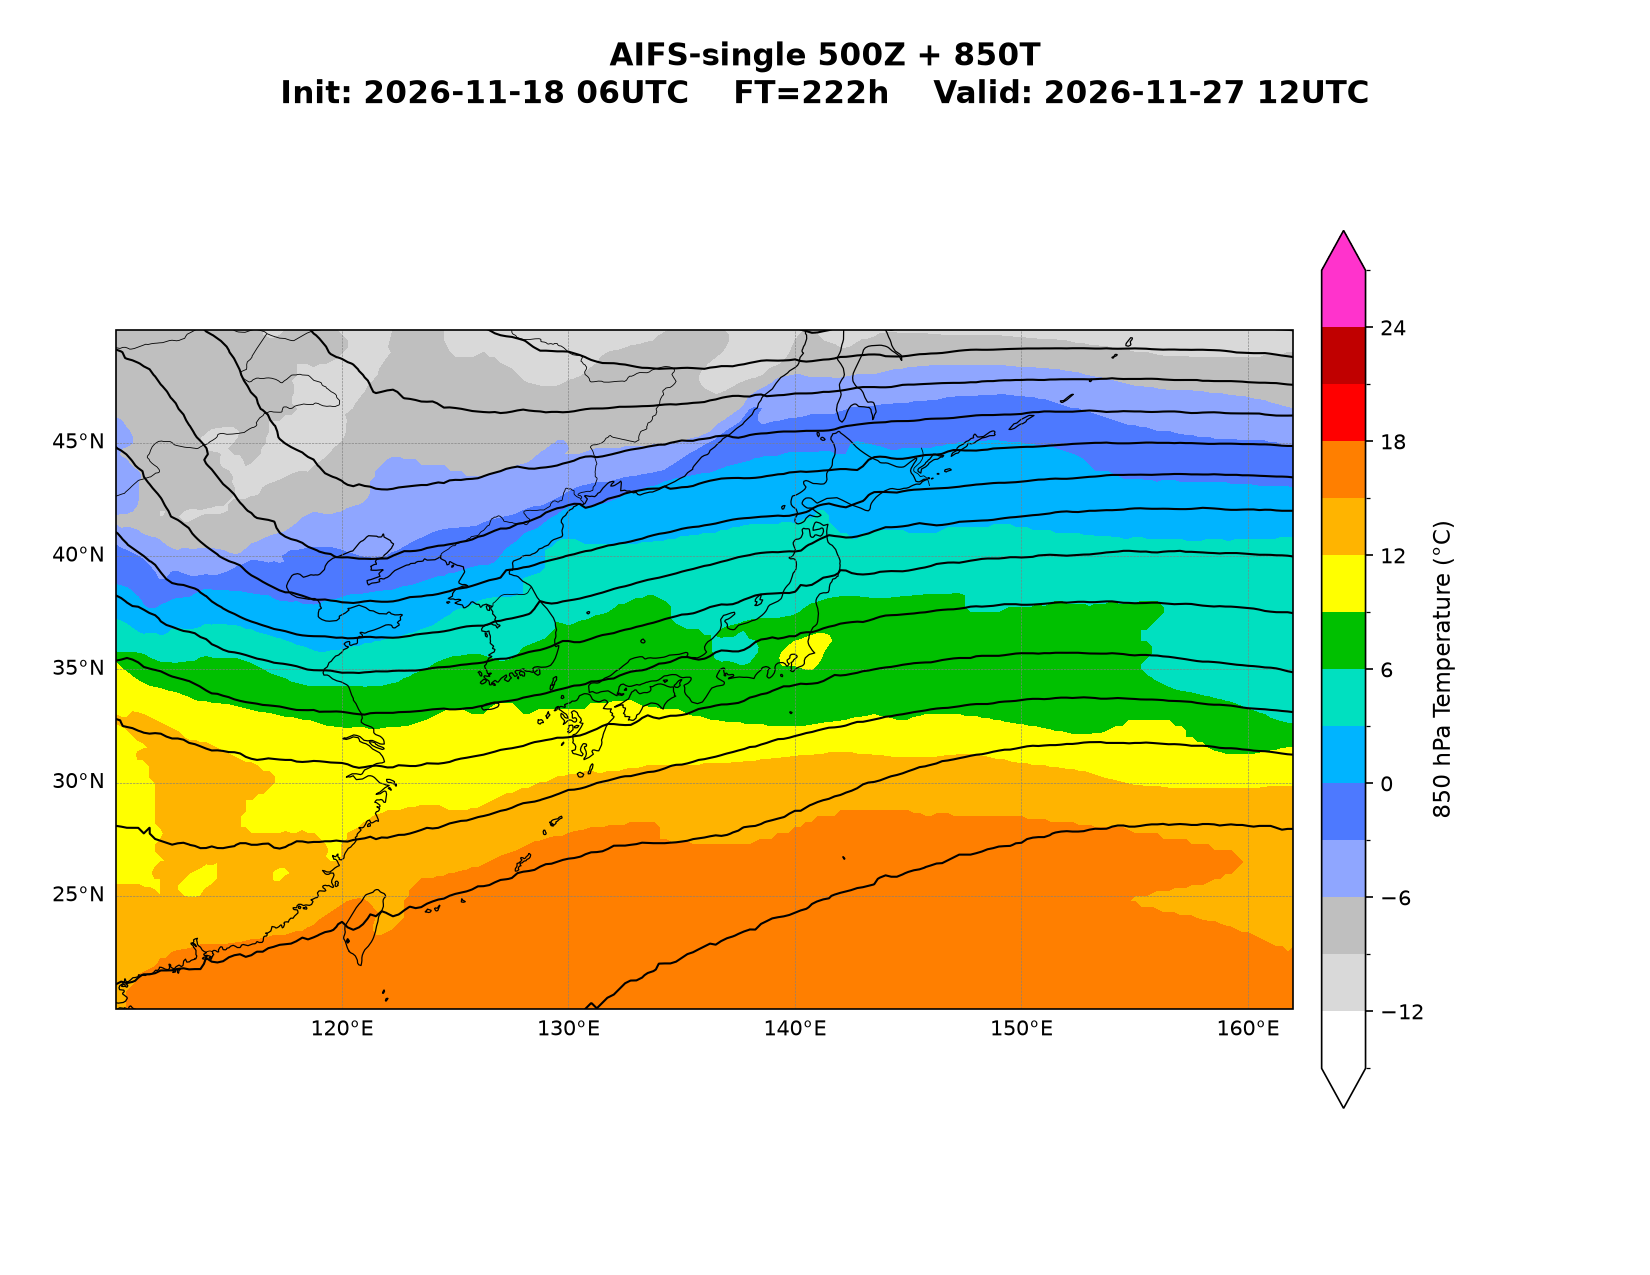 AIFS-single 500Z + 850T
Init: 2026-11-18 06UTC    FT=222h    Valid: 2026-11-27 12UTC
45°N
40°N
35°N
30°N
25°N
120°E
130°E
140°E
150°E
160°E
24
18
12
6
0
−6
−12
850 hPa Temperature (°C)